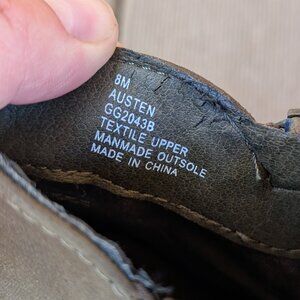 8M
AUSTEN
GG2043B
TEXTILE UPPER
MANMADE OUTSOLE
MADE IN CHINA